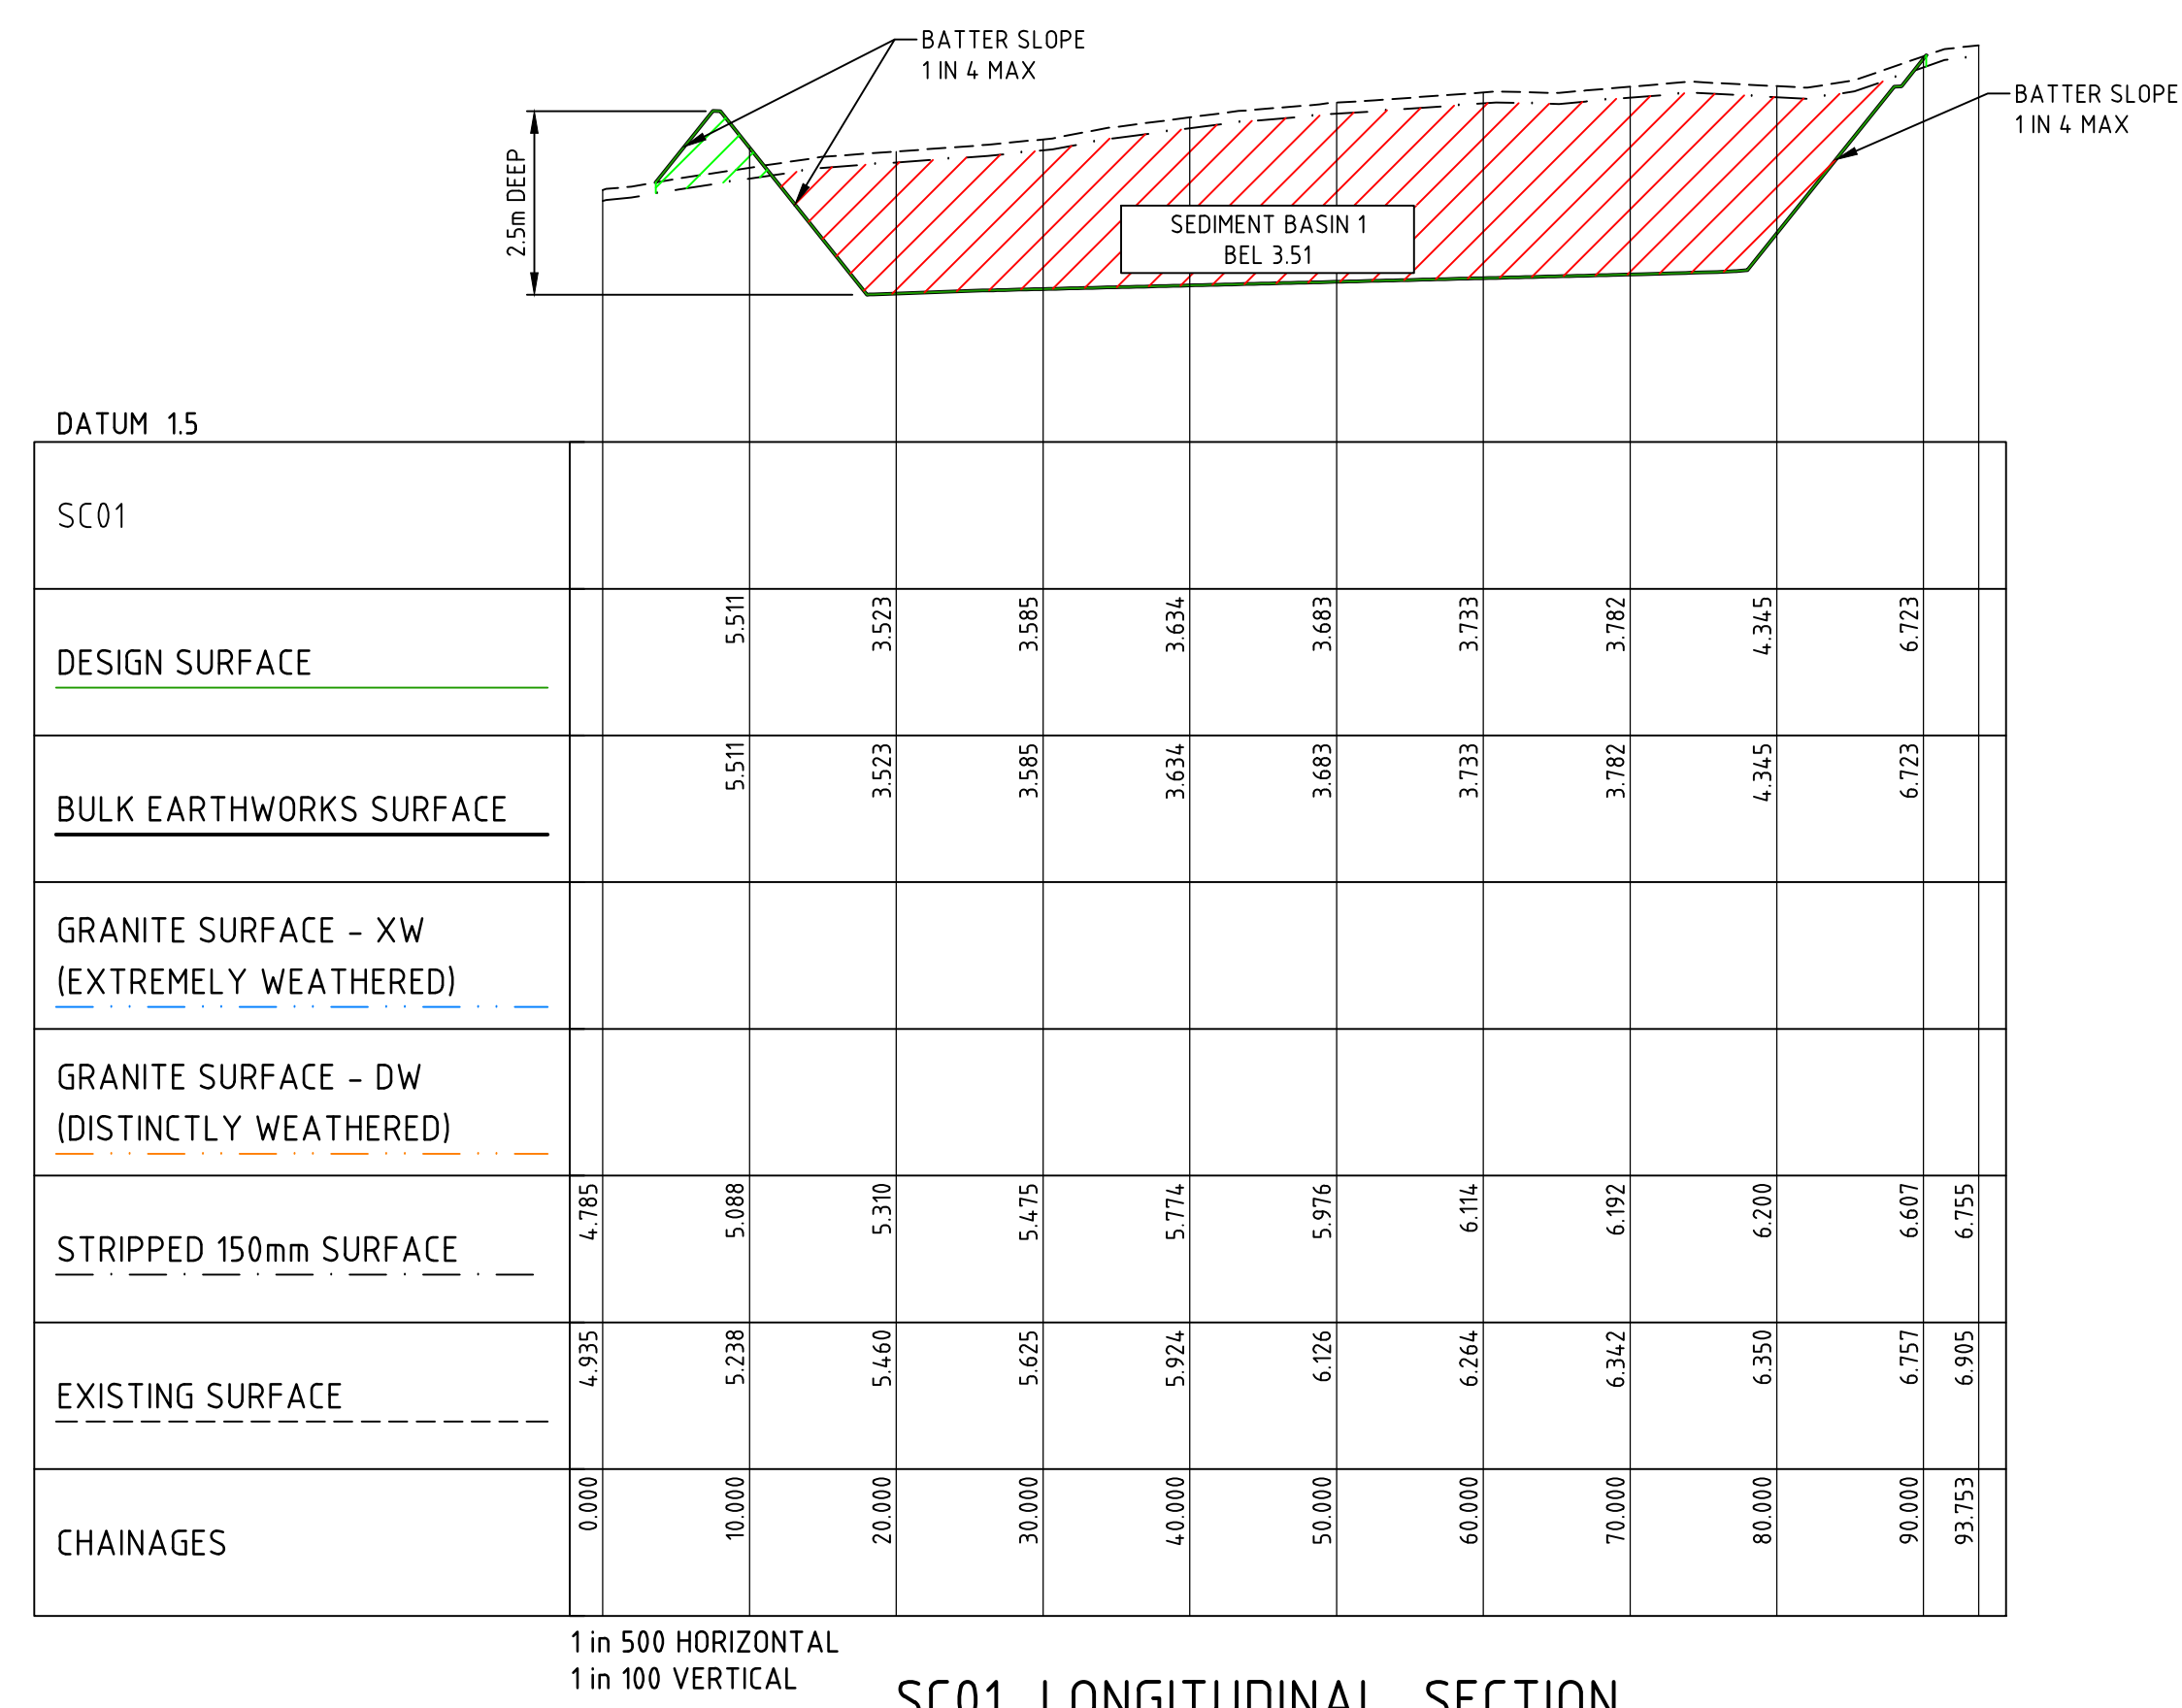 BATTER SLOPE
1 IN 4 MAX
BATTER SLOPE
1 IN 4 MAX
2.5m DEEP
SEDIMENT BASIN 1
BEL 3.51
DATUM 1.5
SC01
DESIGN SURFACE
5.511 3.523 3.585 3.634 3.683 3.733 3.782 4.345 6.723
BULK EARTHWORKS SURFACE
5.511 3.523 3.585 3.634 3.683 3.733 3.782 4.345 6.723
GRANITE SURFACE - XW
(EXTREMELY WEATHERED)
GRANITE SURFACE - DW
(DISTINCTLY WEATHERED)
STRIPPED 150mm SURFACE
4.785 5.088 5.310 5.475 5.774 5.976 6.114 6.192 6.200 6.607 6.755
EXISTING SURFACE
4.935 5.238 5.460 5.625 5.924 6.126 6.264 6.342 6.350 6.757 6.905
CHAINAGES
0.000 10.000 20.000 30.000 40.000 50.000 60.000 70.000 80.000 90.000 93.753
1 in 500 HORIZONTAL
1 in 100 VERTICAL
SC01 LONGITUDINAL SECTION